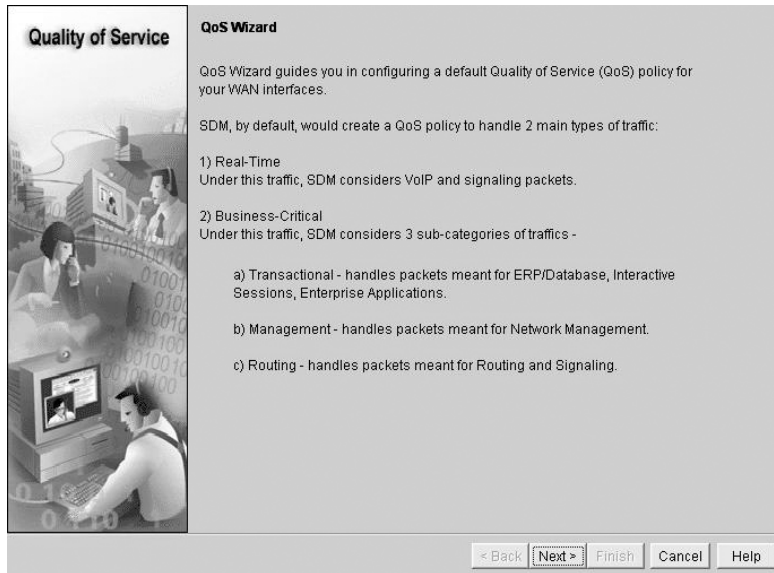 Quality of Service
QoS Wizard
QoS Wizard guides you in configuring a default Quality of Service (QoS) policy for
your WAN interfaces.
SDM, by default, would create a QoS policy to handle 2 main types of traffic:
1) Real-Time
Under this traffic, SDM considers VoIP and signaling packets.
2) Business-Critical
Under this traffic, SDM considers 3 sub-categories of traffics -
a) Transactional - handles packets meant for ERP/Database, Interactive
Sessions, Enterprise Applications.
b) Management - handles packets meant for Network Management.
c) Routing - handles packets meant for Routing and Signaling.
< Back Next > Finish Cancel Help